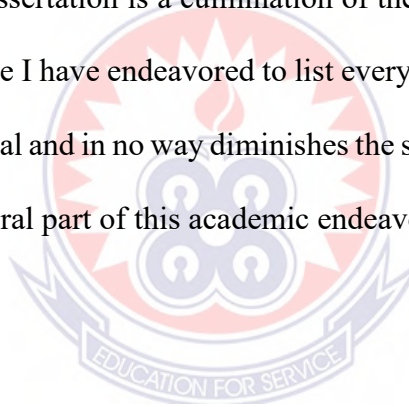 ssertation is a culmination of the
e I have endeavored to list every
al and in no way diminishes the s
ral part of this academic endeav
EDUCATION FOR SERVICE